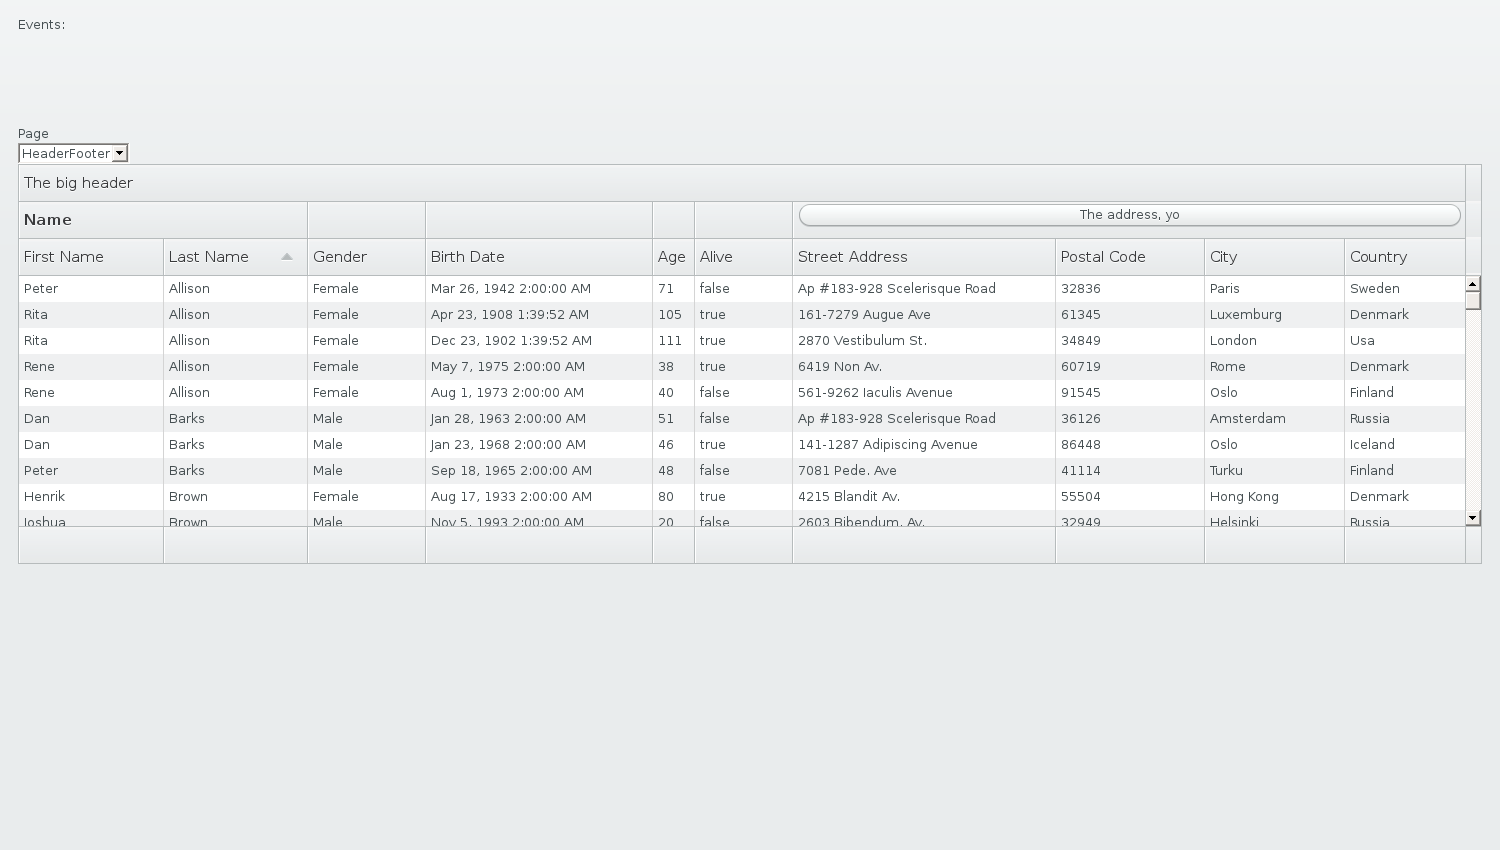 Events:
Page
HeaderFooter
The big header
Name The address, yo
First Name Last Name Gender Birth Date Age Alive Street Address Postal Code City Country
Peter Allison Female Mar 26, 1942 2:00:00 AM 71 false Ap #183-928 Scelerisque Road 32836 Paris Sweden
Rita Allison Female Apr 23, 1908 1:39:52 AM 105 true 161-7279 Augue Ave 61345 Luxemburg Denmark
Rita Allison Female Dec 23, 1902 1:39:52 AM 111 true 2870 Vestibulum St. 34849 London Usa
Rene Allison Female May 7, 1975 2:00:00 AM 38 true 6419 Non Av. 60719 Rome Denmark
Rene Allison Female Aug 1, 1973 2:00:00 AM 40 false 561-9262 Iaculis Avenue 91545 Oslo Finland
Dan Barks Male Jan 28, 1963 2:00:00 AM 51 false Ap #183-928 Scelerisque Road 36126 Amsterdam Russia
Dan Barks Male Jan 23, 1968 2:00:00 AM 46 true 141-1287 Adipiscing Avenue 86448 Oslo Iceland
Peter Barks Male Sep 18, 1965 2:00:00 AM 48 false 7081 Pede. Ave 41114 Turku Finland
Henrik Brown Female Aug 17, 1933 2:00:00 AM 80 true 4215 Blandit Av. 55504 Hong Kong Denmark
Joshua Brown Male Nov 5, 1993 2:00:00 AM 20 false 2603 Bibendum. Av. 32949 Helsinki Russia